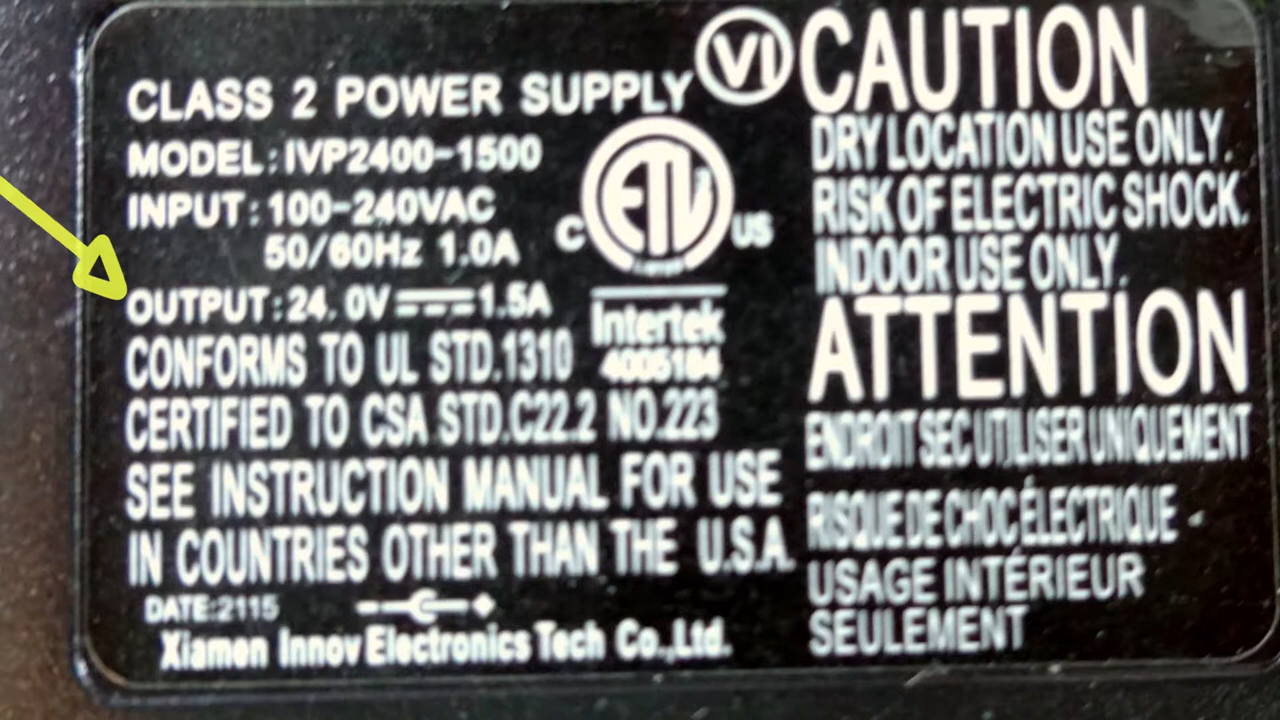 CLASS 2 POWER SUPPLY
MODEL:IVP2400-1500
INPUT:100-240VAC
50/60Hz 1.0A
OUTPUT:24.0V 1.5A
CONFORMS TO UL STD.1310
CERTIFIED TO CSA STD.C22.2 NO.223
SEE INSTRUCTION MANUAL FOR USE
IN COUNTRIES OTHER THAN THE U.S.A.
DATE:2115
Xiamen Innov Electronics Tech Co.,Ltd.
VI
C ETL US
Intertek
4005184
CAUTION
DRY LOCATION USE ONLY.
RISK OF ELECTRIC SHOCK.
INDOOR USE ONLY.
ATTENTION
ENDROIT SEC UTILISER UNIQUEMENT
RISQUE DE CHOC ÉLECTRIQUE
USAGE INTÉRIEUR
SEULEMENT